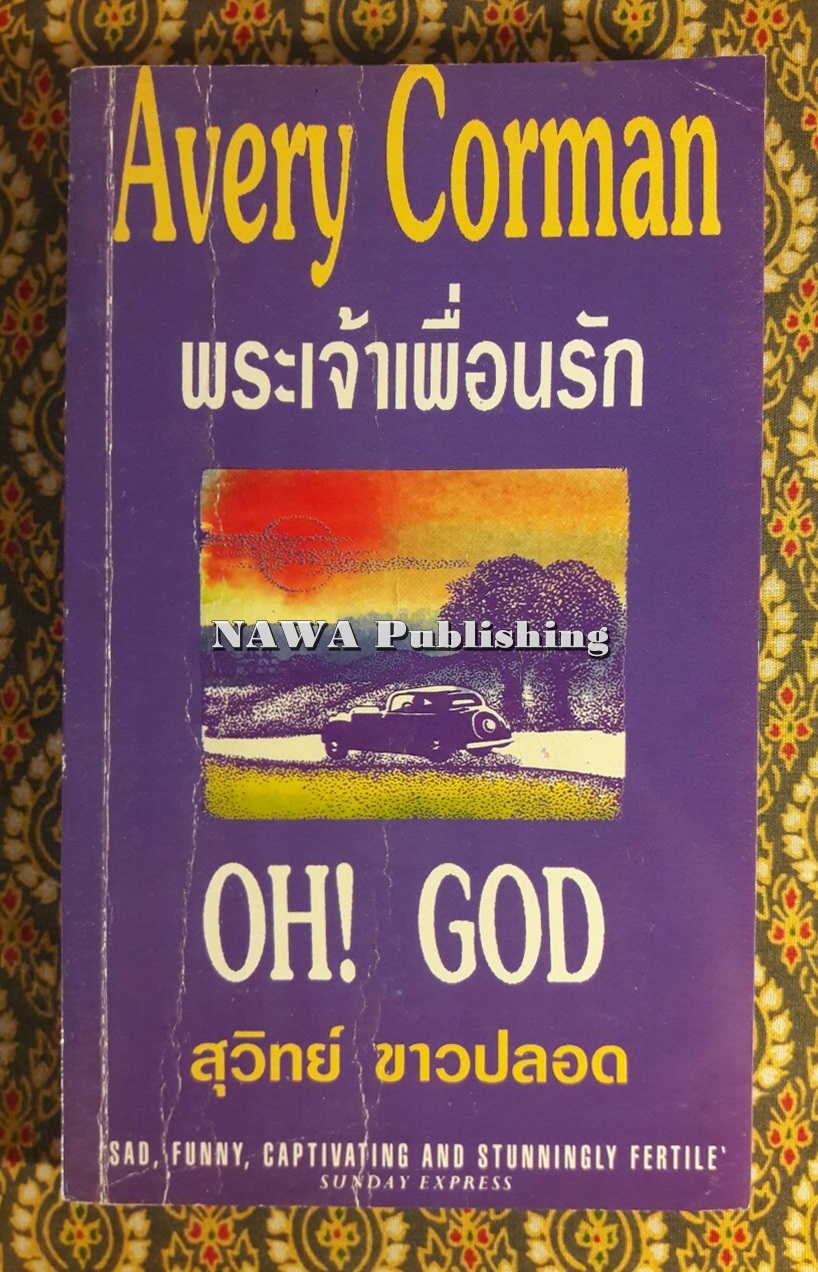 Avery Corman
พระเจ้าเพื่อนรัก
NAWA Publishing
OH! GOD
สุวิทย์ ขาวปลอด
'SAD, FUNNY, CAPTIVATING AND STUNNINGLY FERTILE'
SUNDAY EXPRESS